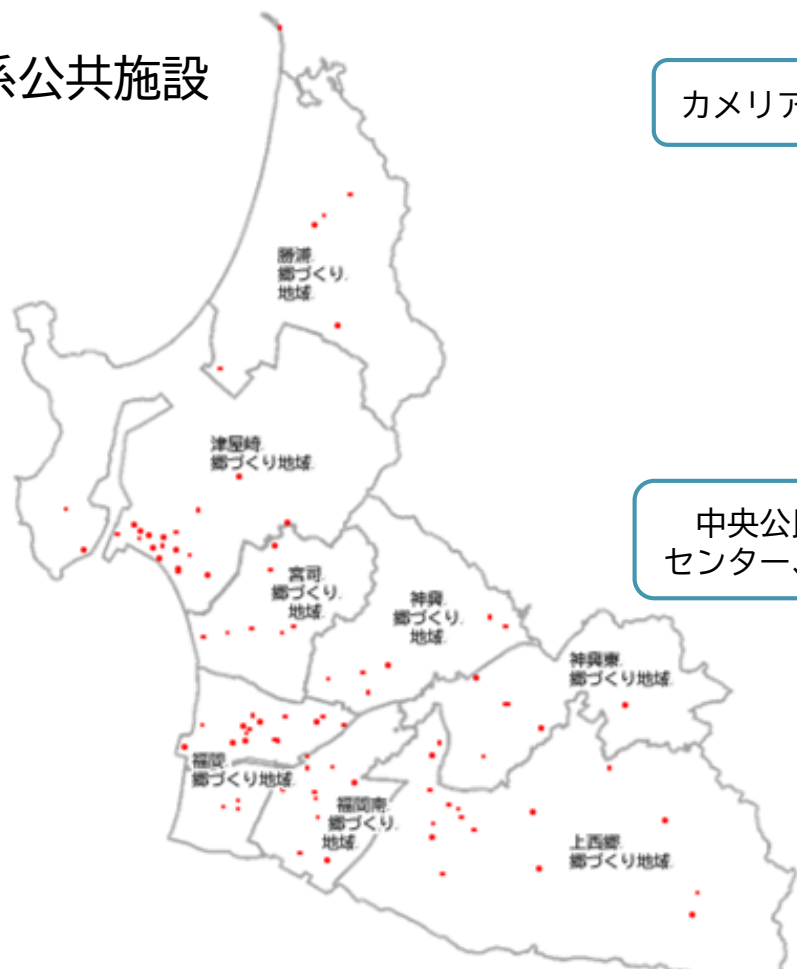 系公共施設
カメリア
勝浦
郷づくり
地域
津屋崎
郷づくり地域
中央公民
センター、
宮司
郷づくり
地域
神興
郷づくり
地域
神興東
郷づくり地域
福間
郷づくり地域
福間南
郷づくり
地域
上西郷
郷づくり地域